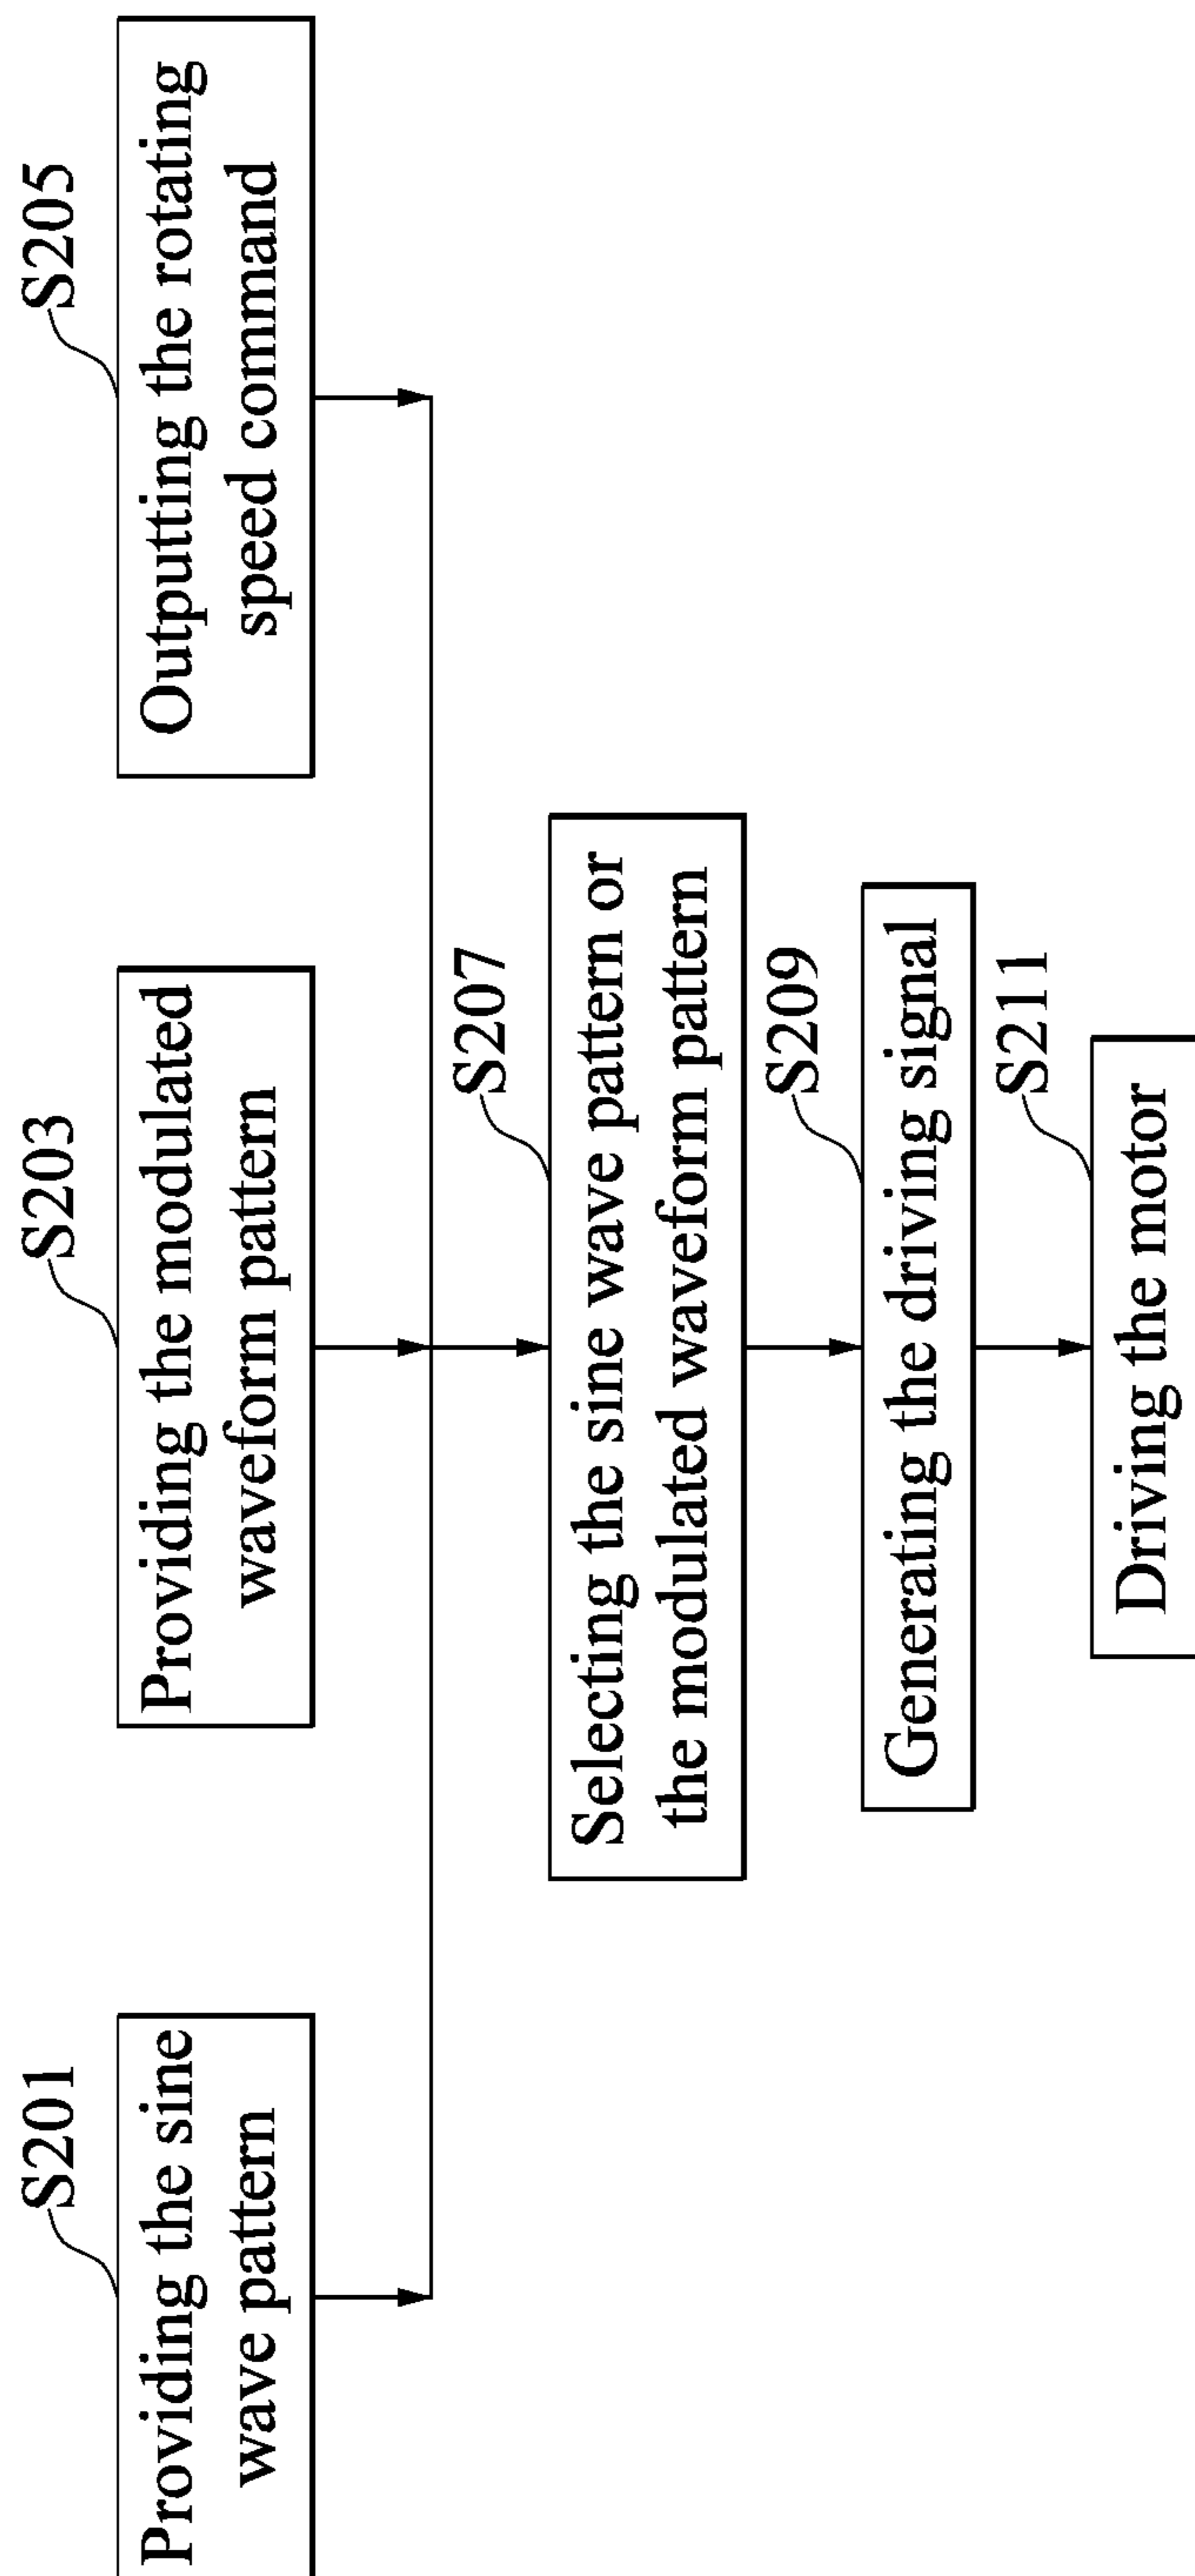 S201
Providing the sine
wave pattern
S203
Providing the modulated
waveform pattern
S205
Outputting the rotating
speed command
S207
Selecting the sine wave pattern or
the modulated waveform pattern
S209
Generating the driving signal
S211
Driving the motor